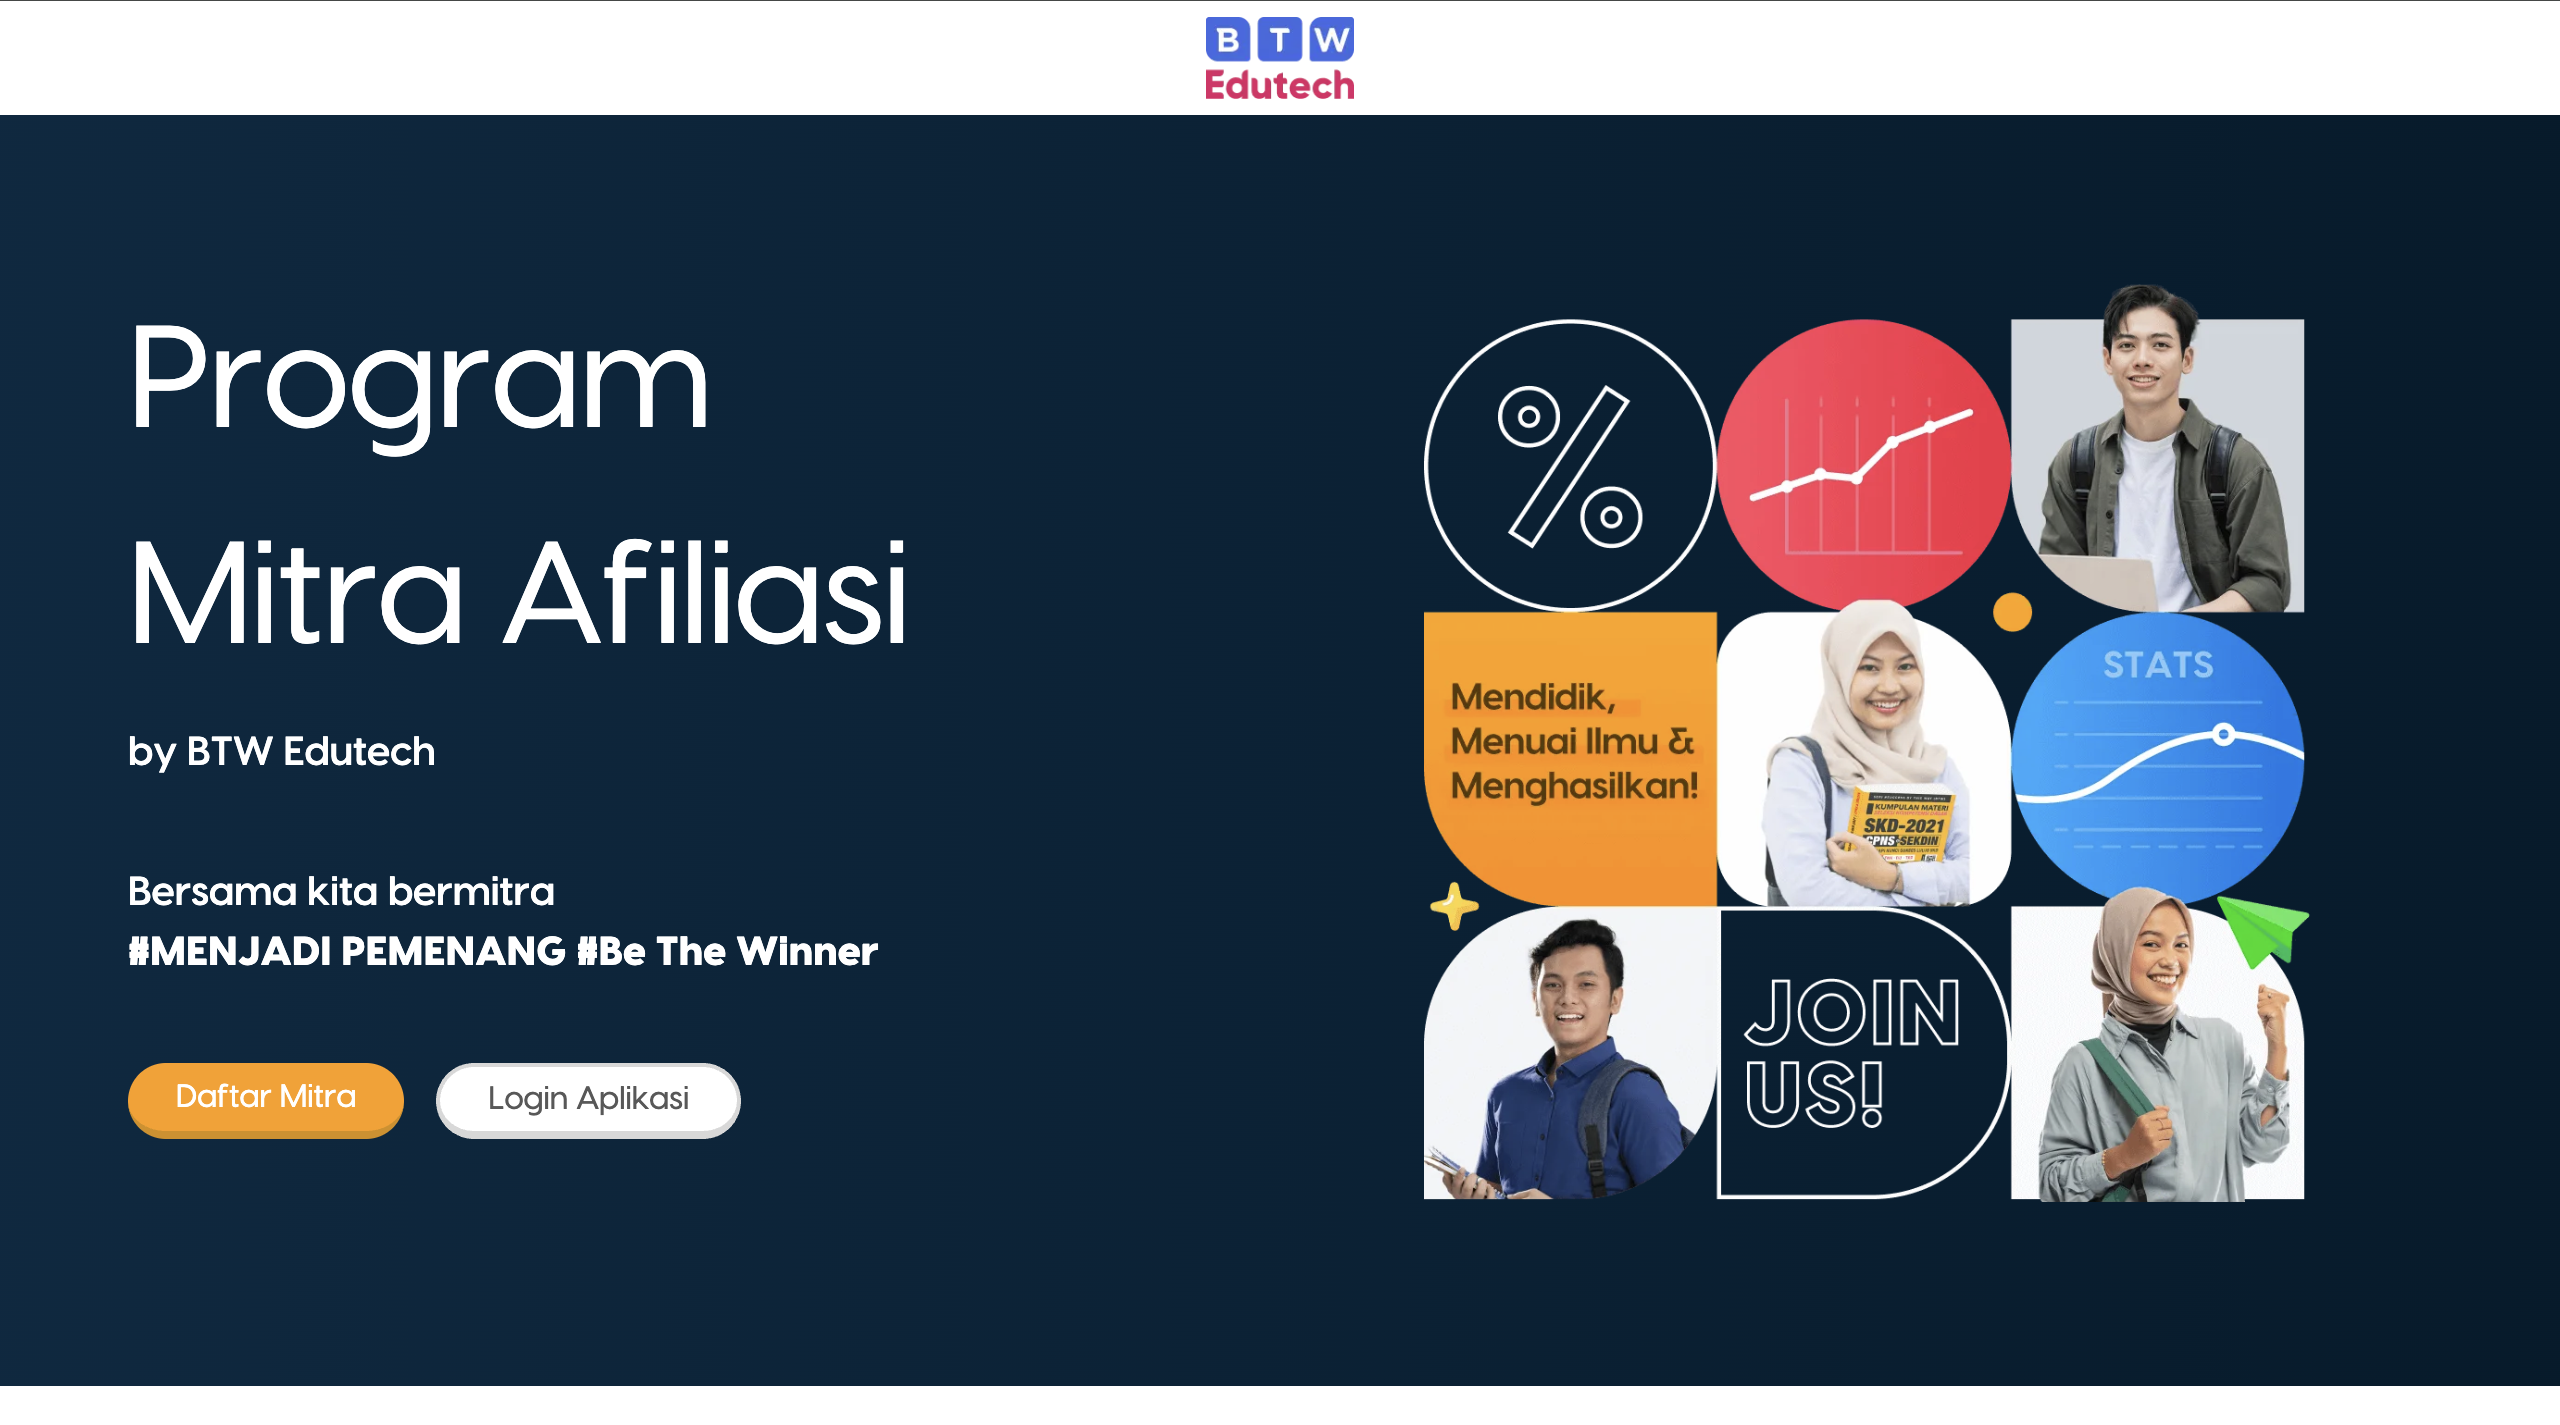 BTW
Edutech
Program
Mitra Afiliasi
by BTW Edutech
Bersama kita bermitra
#MENJADI PEMENANG #Be The Winner
Daftar Mitra
Login Aplikasi
%
Mendidik,
Menuai Ilmu &
Menghasilkan!
STATS
KUMPULAN MATERI
SKD-2021
CPNS-SEKDIN
JOIN
US!